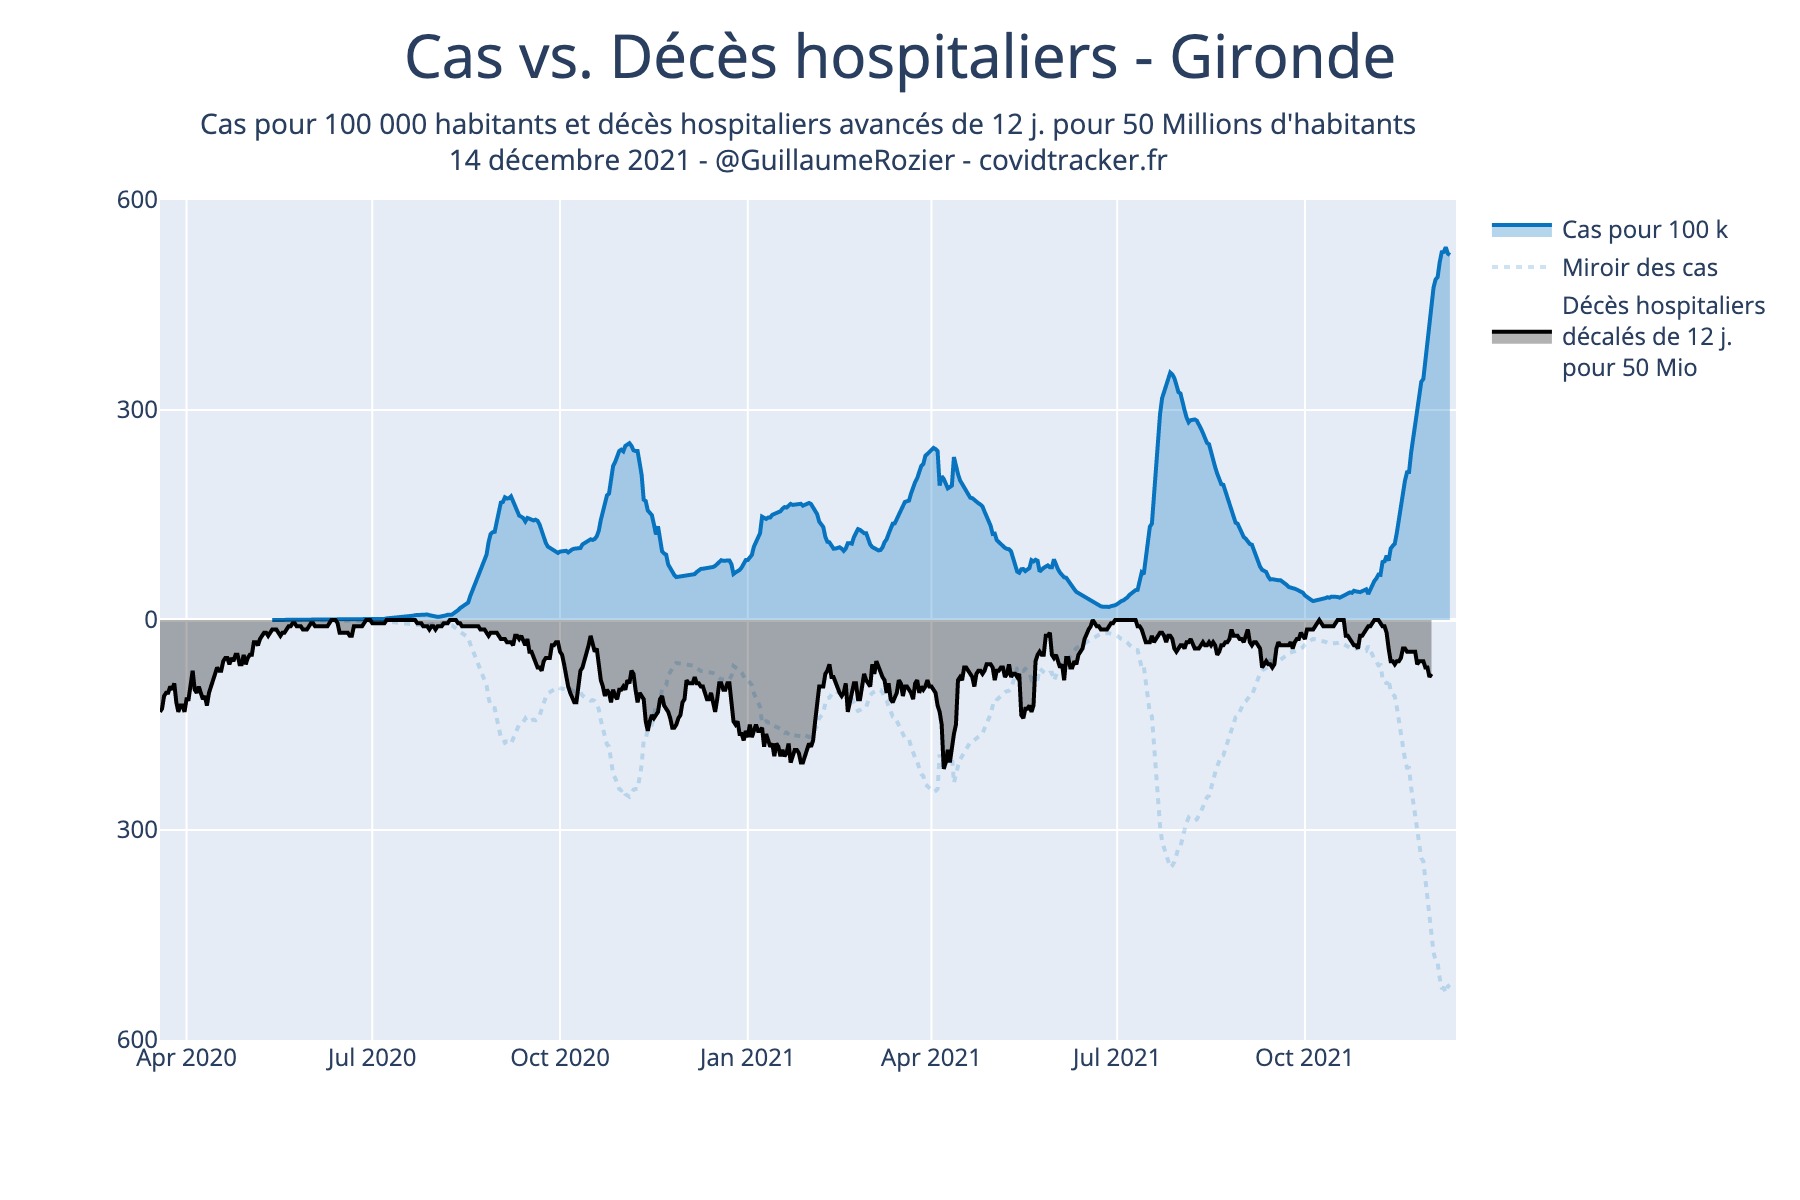 Cas vs. Décès hospitaliers - Gironde
Cas pour 100 000 habitants et décès hospitaliers avancés de 12 j. pour 50 Millions d'habitants
14 décembre 2021 - @GuillaumeRozier - covidtracker.fr
600
300
0
300
600
Apr 2020
Jul 2020
Oct 2020
Jan 2021
Apr 2021
Jul 2021
Oct 2021
Cas pour 100 k
Miroir des cas
Décès hospitaliers
décalés de 12 j.
pour 50 Mio